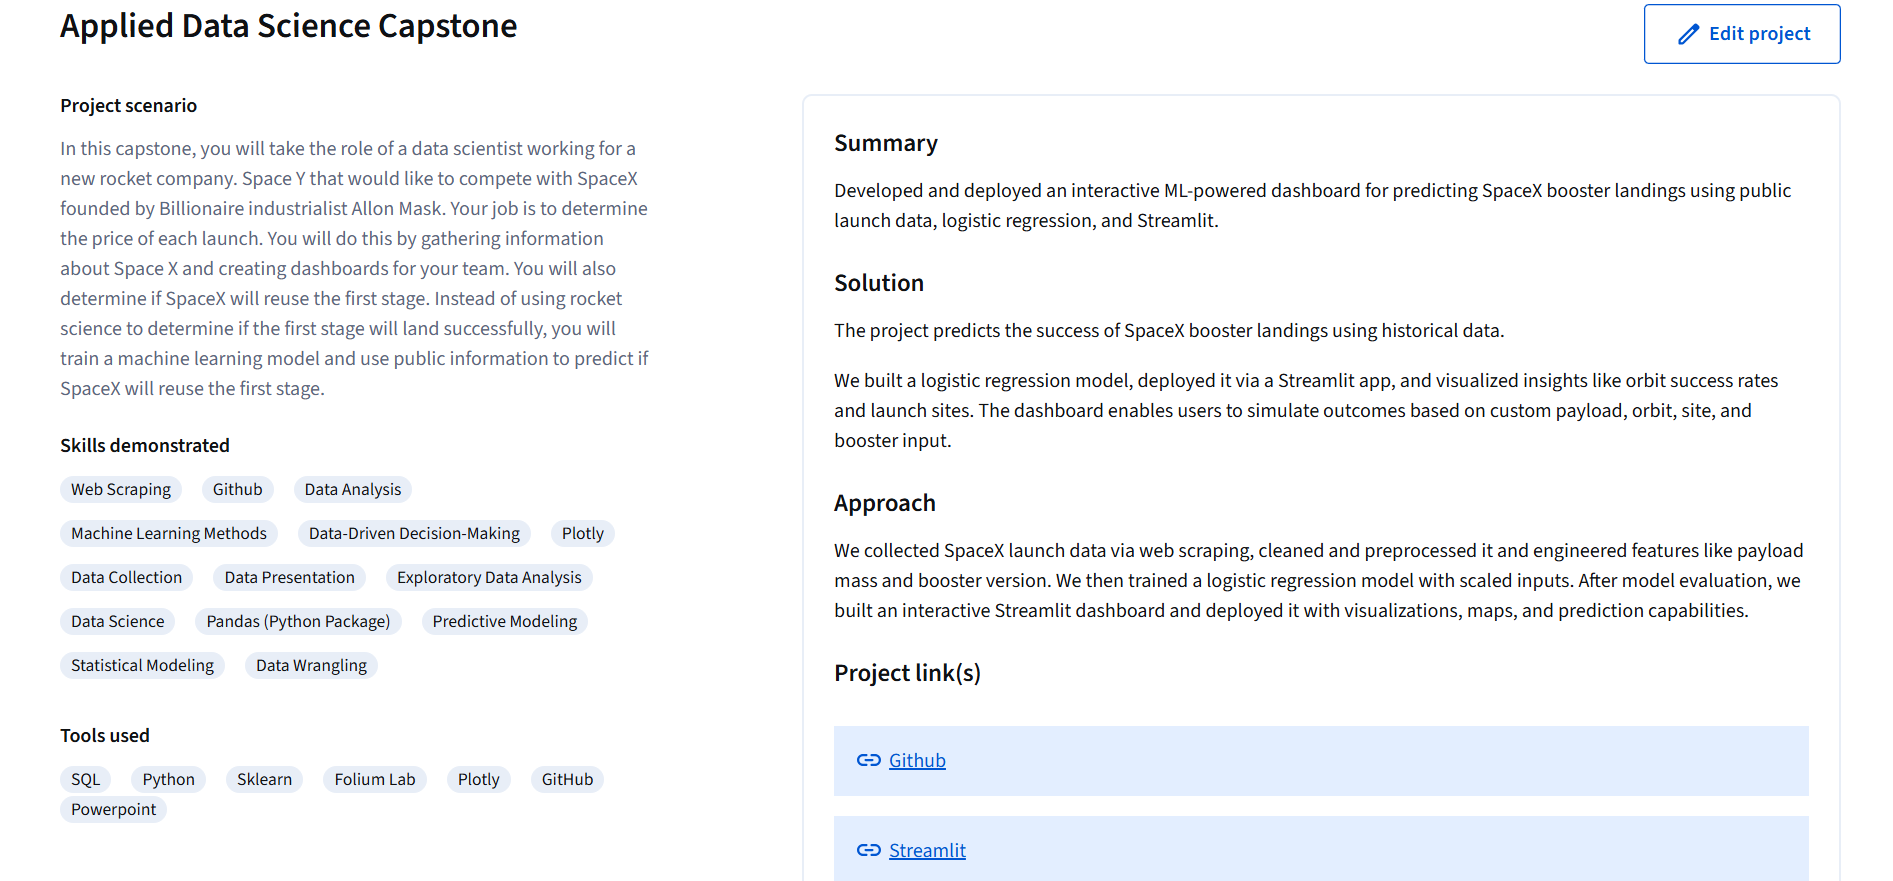 Applied Data Science Capstone
Edit project
Project scenario
In this capstone, you will take the role of a data scientist working for a
new rocket company. Space Y that would like to compete with SpaceX
founded by Billionaire industrialist Allon Mask. Your job is to determine
the price of each launch. You will do this by gathering information
about Space X and creating dashboards for your team. You will also
determine if SpaceX will reuse the first stage. Instead of using rocket
science to determine if the first stage will land successfully, you will
train a machine learning model and use public information to predict if
SpaceX will reuse the first stage.
Skills demonstrated
Web Scraping Github Data Analysis
Machine Learning Methods Data-Driven Decision-Making Plotly
Data Collection Data Presentation Exploratory Data Analysis
Data Science Pandas (Python Package) Predictive Modeling
Statistical Modeling Data Wrangling
Tools used
SQL Python Sklearn Folium Lab Plotly GitHub
Powerpoint
Summary
Developed and deployed an interactive ML-powered dashboard for predicting SpaceX booster landings using public
launch data, logistic regression, and Streamlit.
Solution
The project predicts the success of SpaceX booster landings using historical data.
We built a logistic regression model, deployed it via a Streamlit app, and visualized insights like orbit success rates
and launch sites. The dashboard enables users to simulate outcomes based on custom payload, orbit, site, and
booster input.
Approach
We collected SpaceX launch data via web scraping, cleaned and preprocessed it and engineered features like payload
mass and booster version. We then trained a logistic regression model with scaled inputs. After model evaluation, we
built an interactive Streamlit dashboard and deployed it with visualizations, maps, and prediction capabilities.
Project link(s)
Github
Streamlit